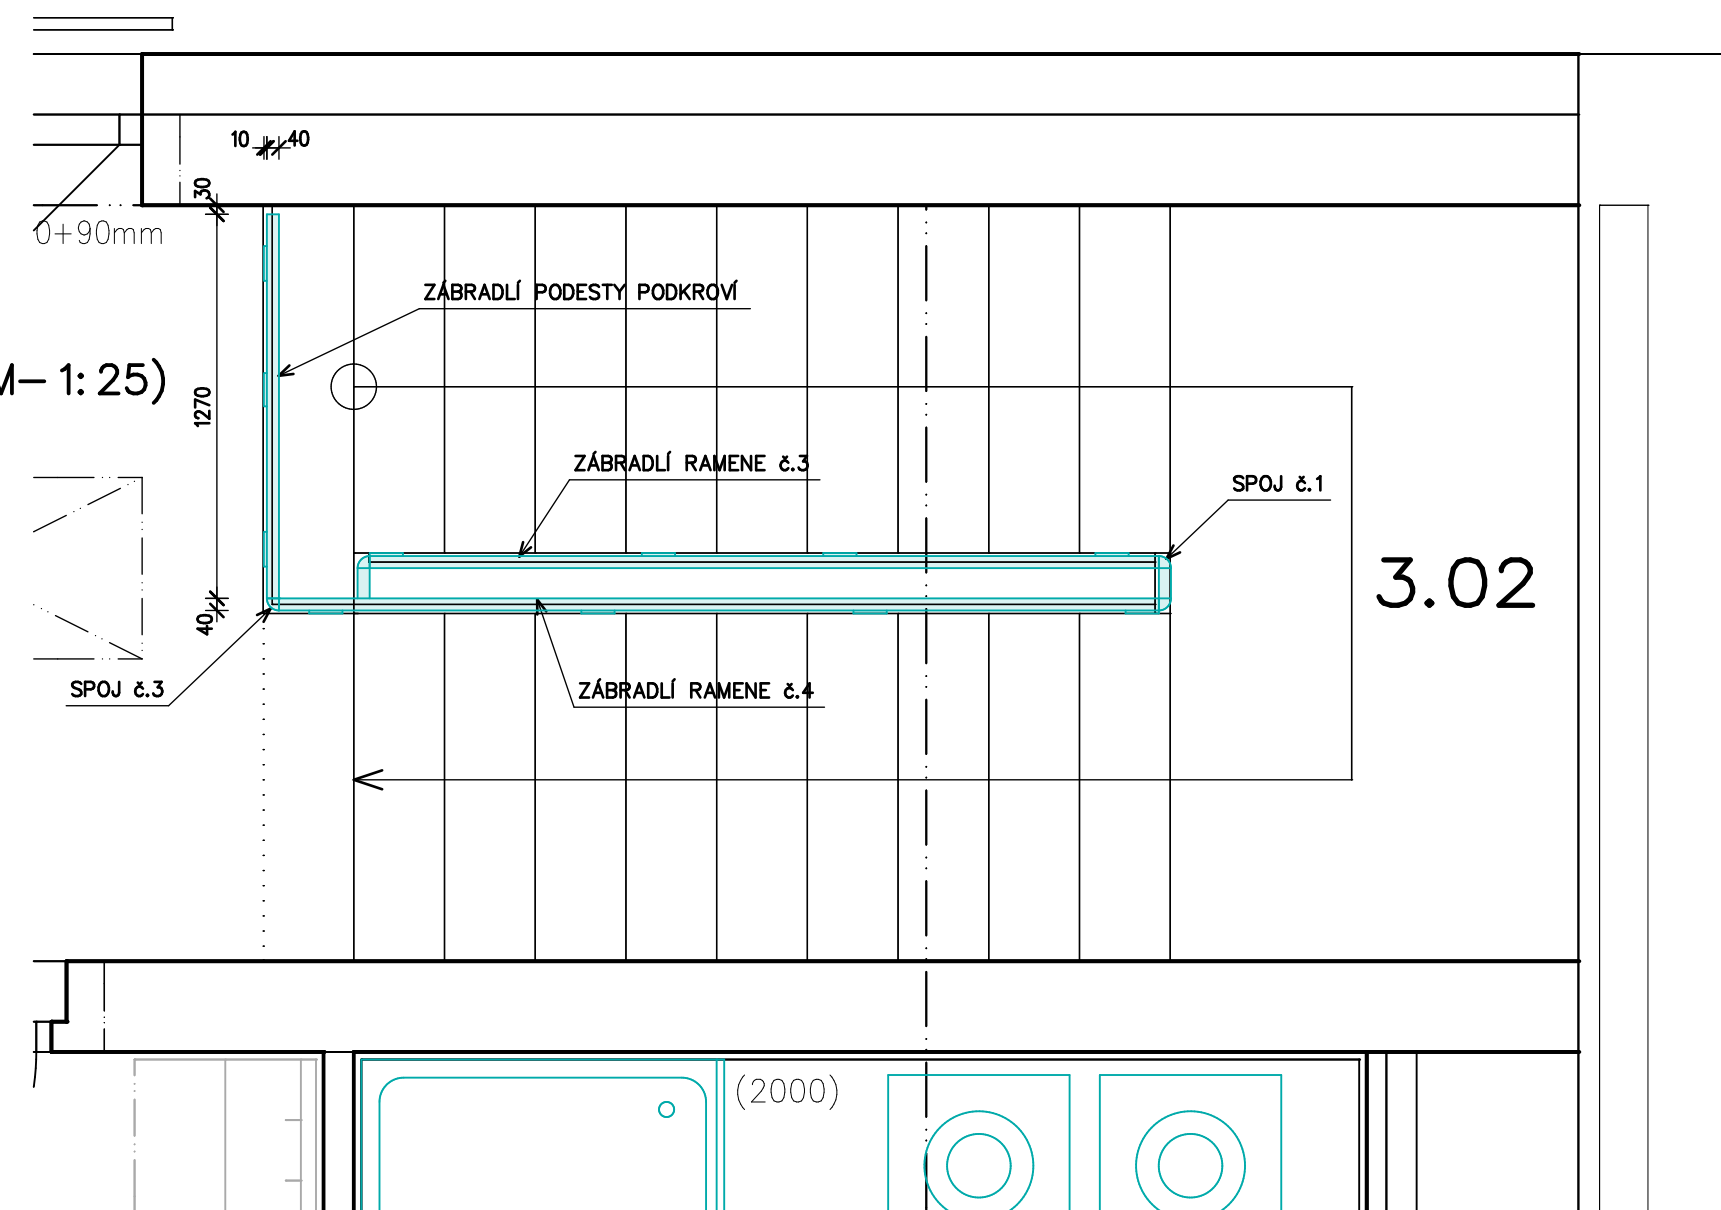 10 40
30
0+90mm
ZÁBRADLÍ PODESTY PODKROVÍ
M-1:25)
1270
ZÁBRADLÍ RAMENE č.3
SPOJ č.1
3.02
40
SPOJ č.3
ZÁBRADLÍ RAMENE č.4
(2000)